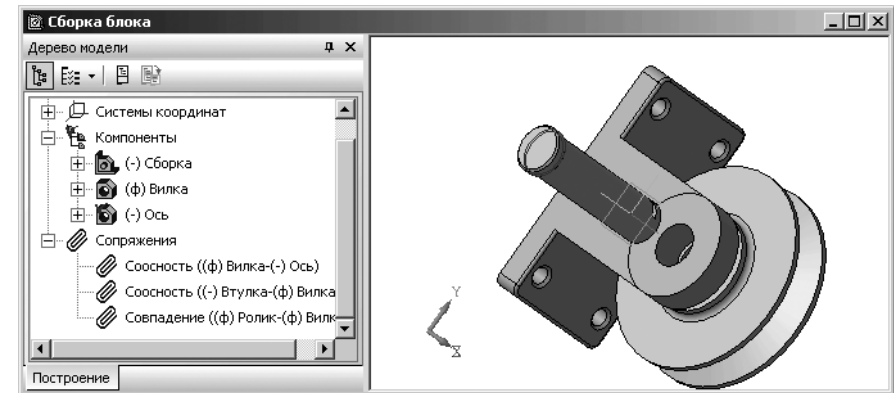 Сборка блока
Дерево модели
Системы координат
Компоненты
(-) Сборка
(ф) Вилка
(-) Ось
Сопряжения
Соосность ((ф) Вилка-(-) Ось)
Соосность ((-) Втулка-(ф) Вилка
Совпадение ((ф) Ролик-(ф) Вилк
Построение
Y
X